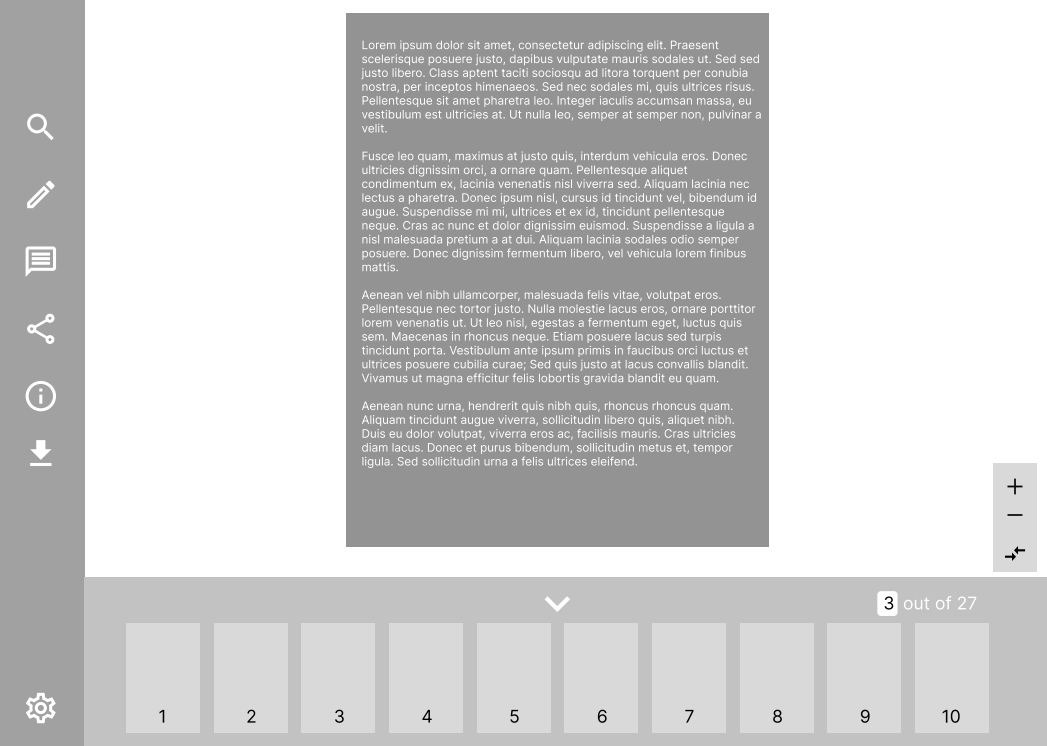 Lorem ipsum dolor sit amet, consectetur adipiscing elit. Praesent
scelerisque posuere justo, dapibus vulputate mauris sodales ut. Sed sed
justo libero. Class aptent taciti sociosqu ad litora torquent per conubia
nostra, per inceptos himenaeos. Sed nec sodales mi, quis ultrices risus.
Pellentesque sit amet pharetra leo. Integer iaculis accumsan massa, eu
vestibulum est ultricies at. Ut nulla leo, semper at semper non, pulvinar a
velit.
Fusce leo quam, maximus at justo quis, interdum vehicula eros. Donec
ultricies dignissim orci, a ornare quam. Pellentesque aliquet
condimentum ex, lacinia venenatis nisl viverra sed. Aliquam lacinia nec
lectus a pharetra. Donec ipsum nisl, cursus id tincidunt vel, bibendum id
augue. Suspendisse mi mi, ultrices et ex id, tincidunt pellentesque
neque. Cras ac nunc et dolor dignissim euismod. Suspendisse a ligula a
nisl malesuada pretium a at dui. Aliquam lacinia sodales odio semper
posuere. Donec dignissim fermentum libero, vel vehicula lorem finibus
mattis.
Aenean vel nibh ullamcorper, malesuada felis vitae, volutpat eros.
Pellentesque nec tortor justo. Nulla molestie lacus eros, ornare porttitor
lorem venenatis ut. Ut leo nisl, egestas a fermentum eget, luctus quis
sem. Maecenas in rhoncus neque. Etiam posuere lacus sed turpis
tincidunt porta. Vestibulum ante ipsum primis in faucibus orci luctus et
ultrices posuere cubilia curae; Sed quis justo at lacus convallis blandit.
Vivamus ut magna efficitur felis lobortis gravida blandit eu quam.
Aenean nunc urna, hendrerit quis nibh quis, rhoncus rhoncus quam.
Aliquam tincidunt augue viverra, sollicitudin libero quis, aliquet nibh.
Duis eu dolor volutpat, viverra eros ac, facilisis mauris. Cras ultricies
diam lacus. Donec et purus bibendum, sollicitudin metus et, tempor
ligula. Sed sollicitudin urna a felis ultrices eleifend.
3 out of 27
1 2 3 4 5 6 7 8 9 10